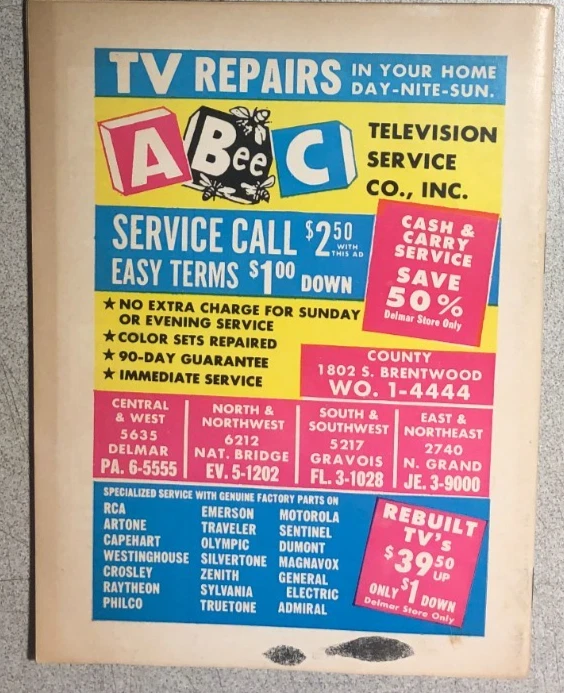 TV REPAIRS IN YOUR HOME
DAY-NITE-SUN.
A Bee C
TELEVISION
SERVICE
CO., INC.
SERVICE CALL $2.50
WITH
THIS AD
EASY TERMS $1.00 DOWN
CASH &
CARRY
SERVICE
SAVE
50%
Delmar Store Only
★ NO EXTRA CHARGE FOR SUNDAY
OR EVENING SERVICE
★ COLOR SETS REPAIRED
★ 90-DAY GUARANTEE
★ IMMEDIATE SERVICE
COUNTY
1802 S. BRENTWOOD
WO. 1-4444
CENTRAL
& WEST
5635
DELMAR
PA. 6-5555
NORTH &
NORTHWEST
6212
NAT. BRIDGE
EV. 5-1202
SOUTH &
SOUTHWEST
5217
GRAVOIS
FL. 3-1028
EAST &
NORTHEAST
2740
N. GRAND
JE. 3-9000
SPECIALIZED SERVICE WITH GENUINE FACTORY PARTS ON
RCA
ARTONE
CAPEHART
WESTINGHOUSE
CROSLEY
RAYTHEON
PHILCO
EMERSON
TRAVELER
OLYMPIC
SILVERTONE
ZENITH
SYLVANIA
TRUETONE
MOTOROLA
SENTINEL
DUMONT
MAGNAVOX
GENERAL
ELECTRIC
ADMIRAL
REBUILT
TV's
$39.50
UP
ONLY $1 DOWN
Delmar Store Only